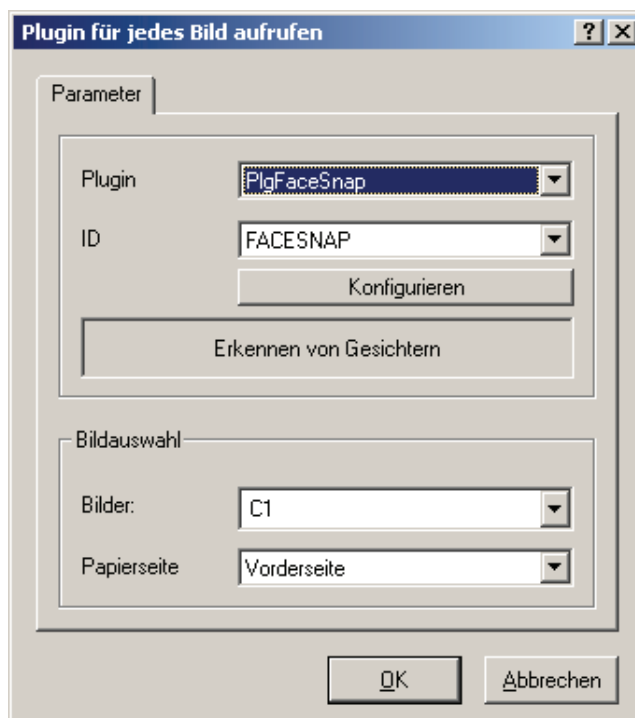 Plugin für jedes Bild aufrufen
Parameter
Plugin PlgFaceSnap
ID FACESNAP
Konfigurieren
Erkennen von Gesichtern
Bildauswahl
Bilder: C1
Papierseite Vorderseite
OK Abbrechen